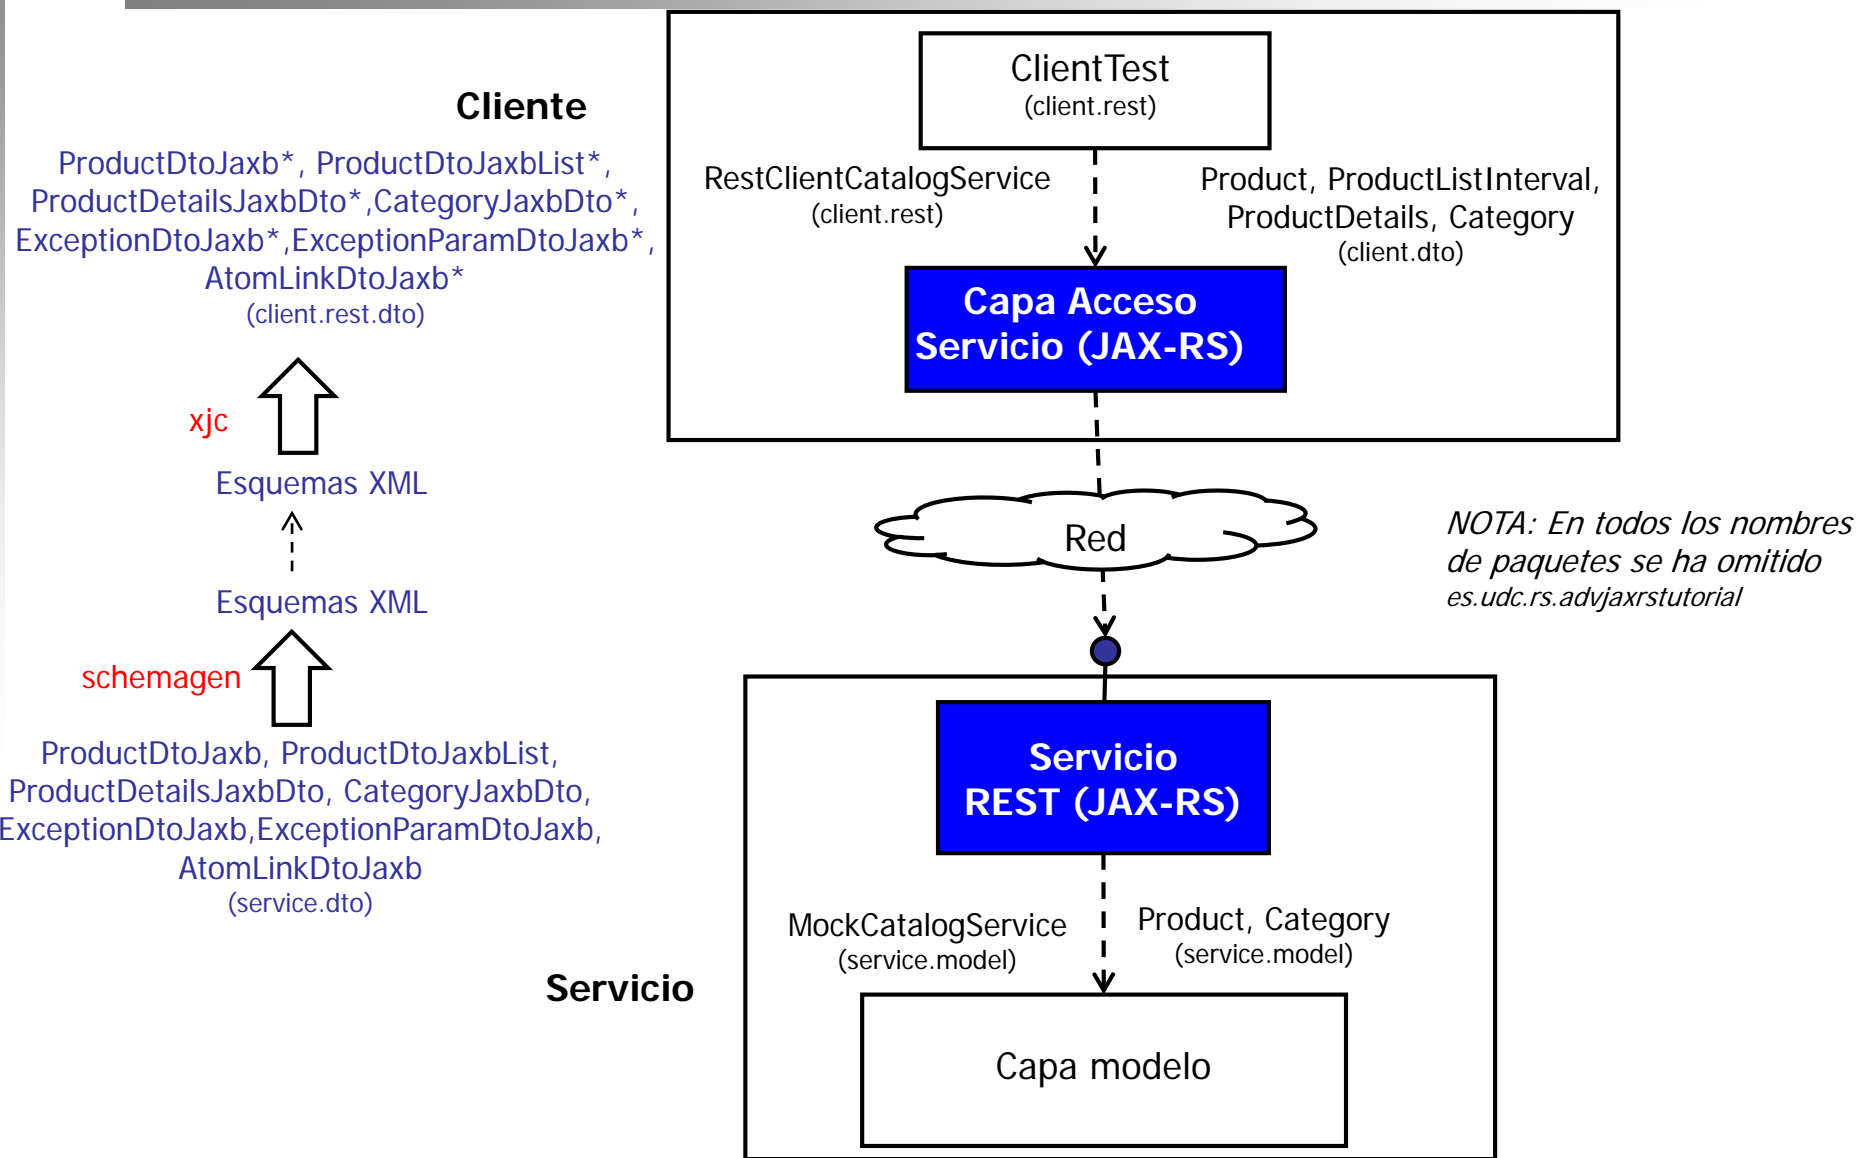 Cliente
ProductDtoJaxb*, ProductDtoJaxbList*,
ProductDetailsJaxbDto*,CategoryJaxbDto*,
ExceptionDtoJaxb*,ExceptionParamDtoJaxb*,
AtomLinkDtoJaxb*
(client.rest.dto)
xjc
Esquemas XML
Esquemas XML
schemagen
ProductDtoJaxb, ProductDtoJaxbList,
ProductDetailsJaxbDto, CategoryJaxbDto,
ExceptionDtoJaxb,ExceptionParamDtoJaxb,
AtomLinkDtoJaxb
(service.dto)
ClientTest
(client.rest)
RestClientCatalogService
(client.rest)
Product, ProductListInterval,
ProductDetails, Category
(client.dto)
Capa Acceso
Servicio (JAX-RS)
Red
NOTA: En todos los nombres
de paquetes se ha omitido
es.udc.rs.advjaxrstutorial
Servicio
REST (JAX-RS)
MockCatalogService
(service.model)
Product, Category
(service.model)
Servicio
Capa modelo